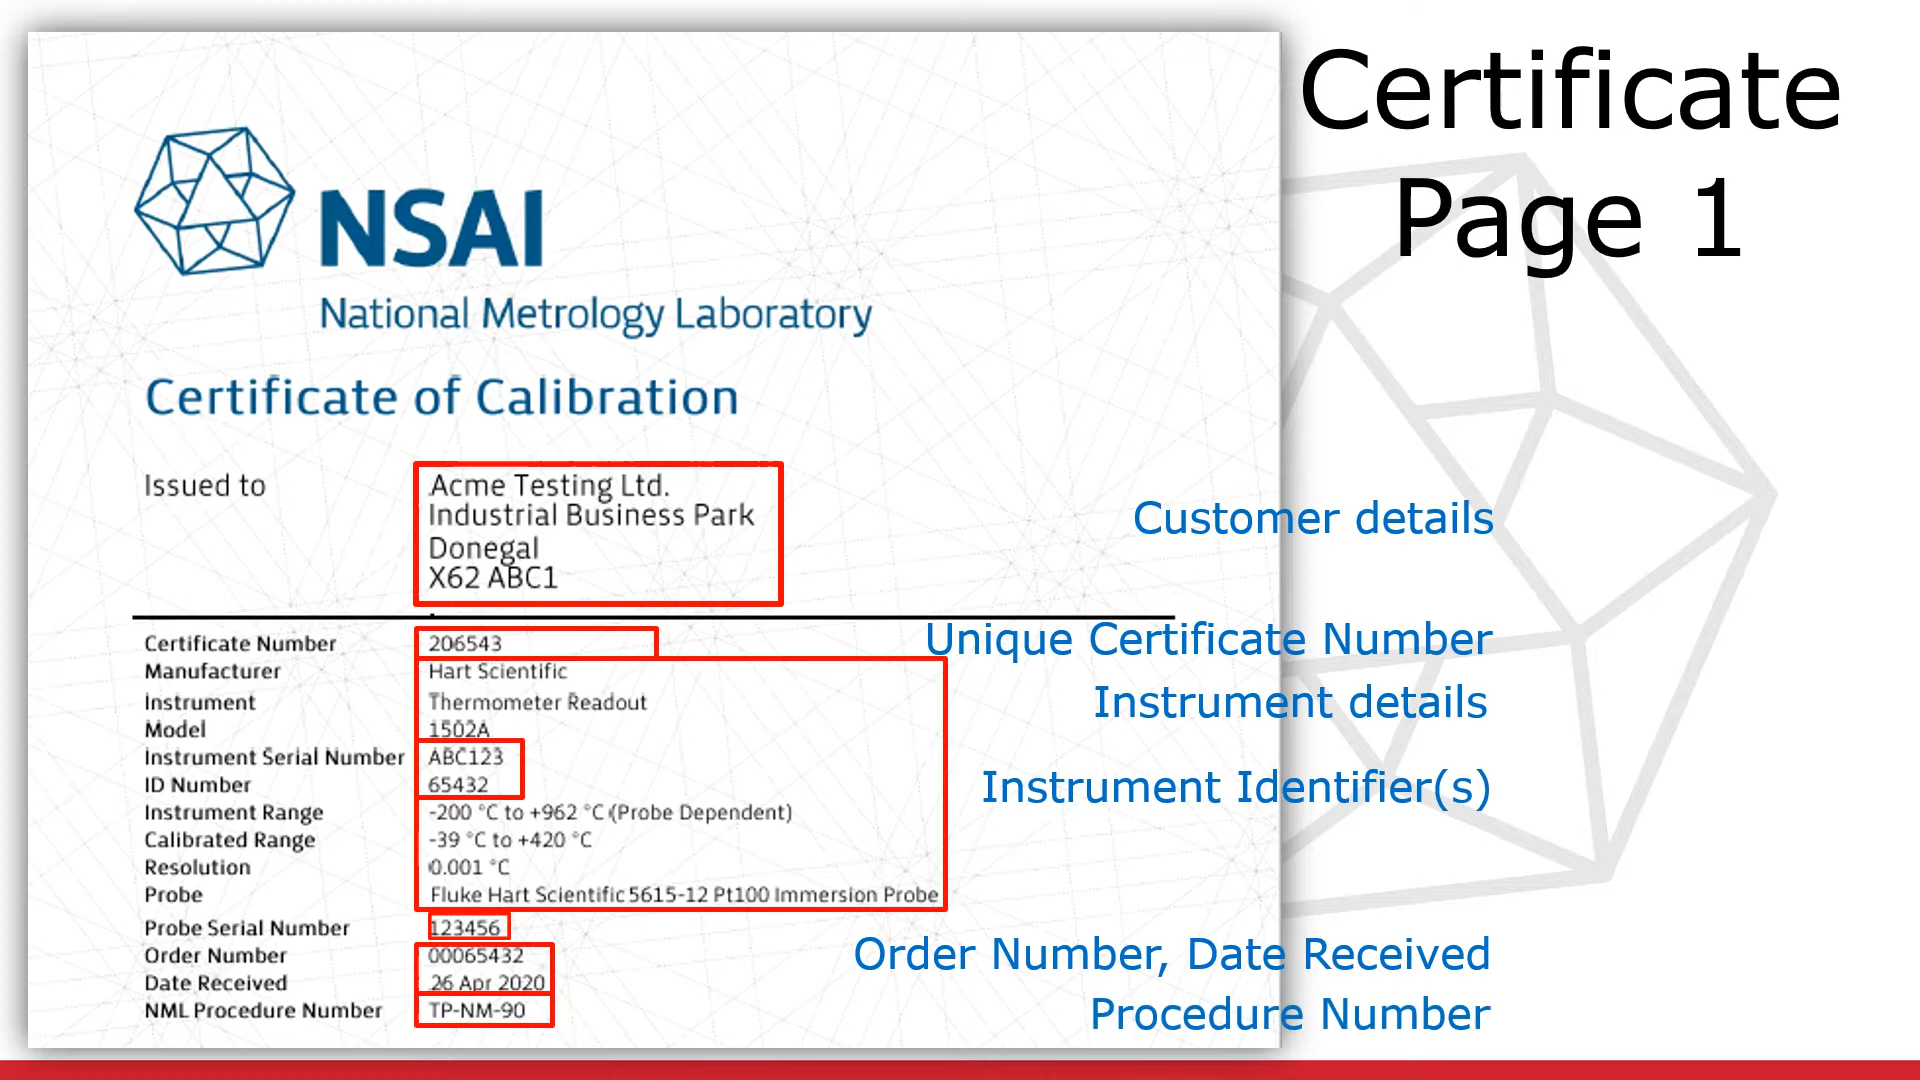 Certificate
Page 1
NSAI
National Metrology Laboratory
Certificate of Calibration
Issued to
Acme Testing Ltd.
Industrial Business Park
Donegal
X62 ABC1
Customer details
Certificate Number 206543
Unique Certificate Number
Manufacturer Hart Scientific
Instrument Thermometer Readout
Instrument details
Model 1502A
Instrument Serial Number ABC123
ID Number 65432
Instrument Identifier(s)
Instrument Range -200 °C to +962 °C (Probe Dependent)
Calibrated Range -39 °C to +420 °C
Resolution 0.001 °C
Probe Fluke Hart Scientific 5615-12 Pt100 Immersion Probe
Probe Serial Number 123456
Order Number 00065432
Order Number, Date Received
Date Received 26 Apr 2020
NML Procedure Number TP-NM-90
Procedure Number